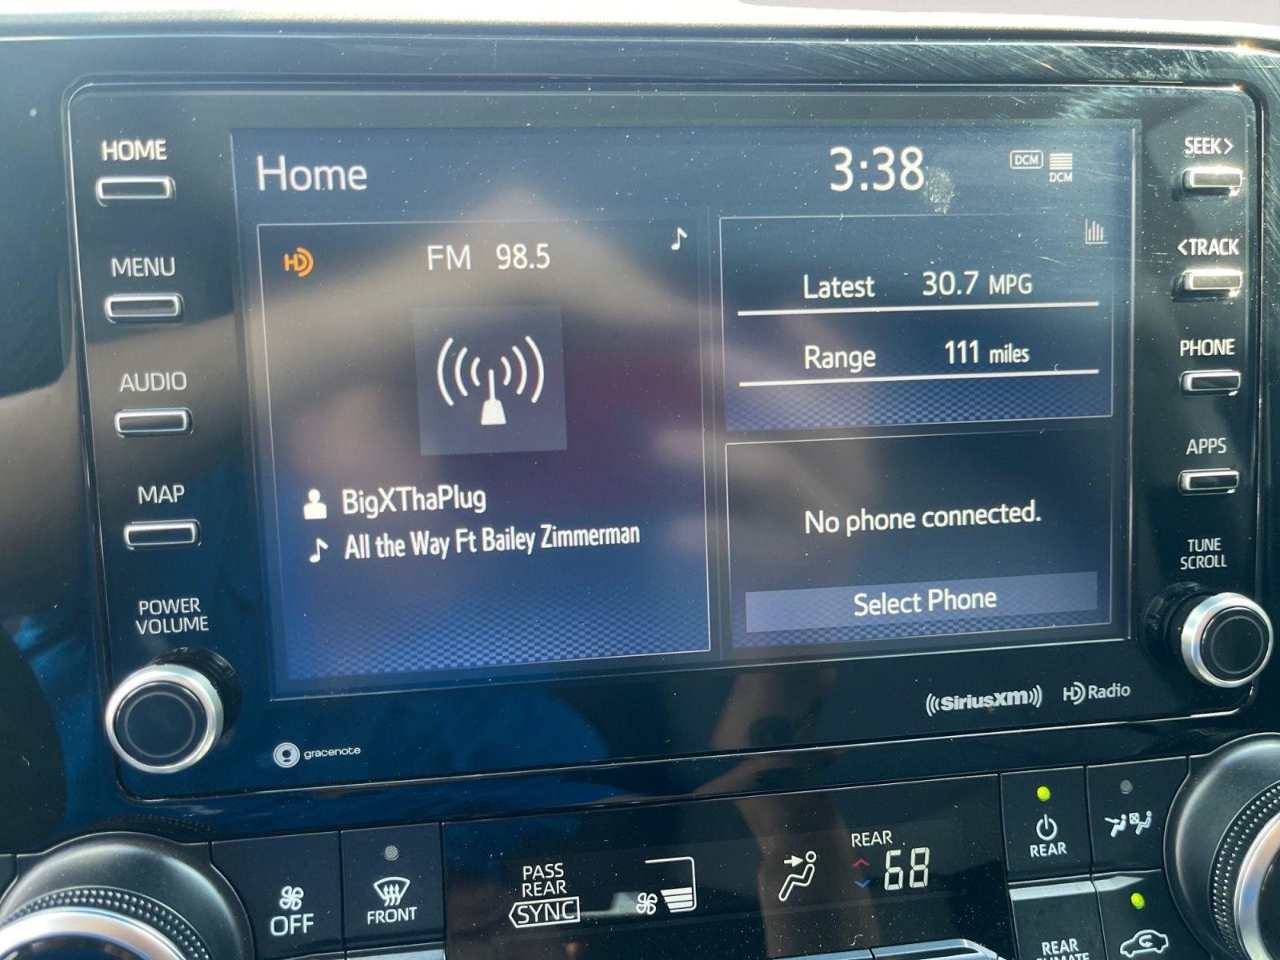 HOME
MENU
AUDIO
MAP
POWER
VOLUME
Home
3:38
DCM
DCM
HD
FM 98.5
BigXThaPlug
All the Way Ft Bailey Zimmerman
Latest 30.7 MPG
Range 111 miles
No phone connected.
Select Phone
SEEK>
<TRACK
PHONE
APPS
TUNE
SCROLL
gracenote
((SiriusXM))
HD Radio
OFF
FRONT
PASS
REAR
SYNC
REAR
68
REAR
REAR
CLIMATE